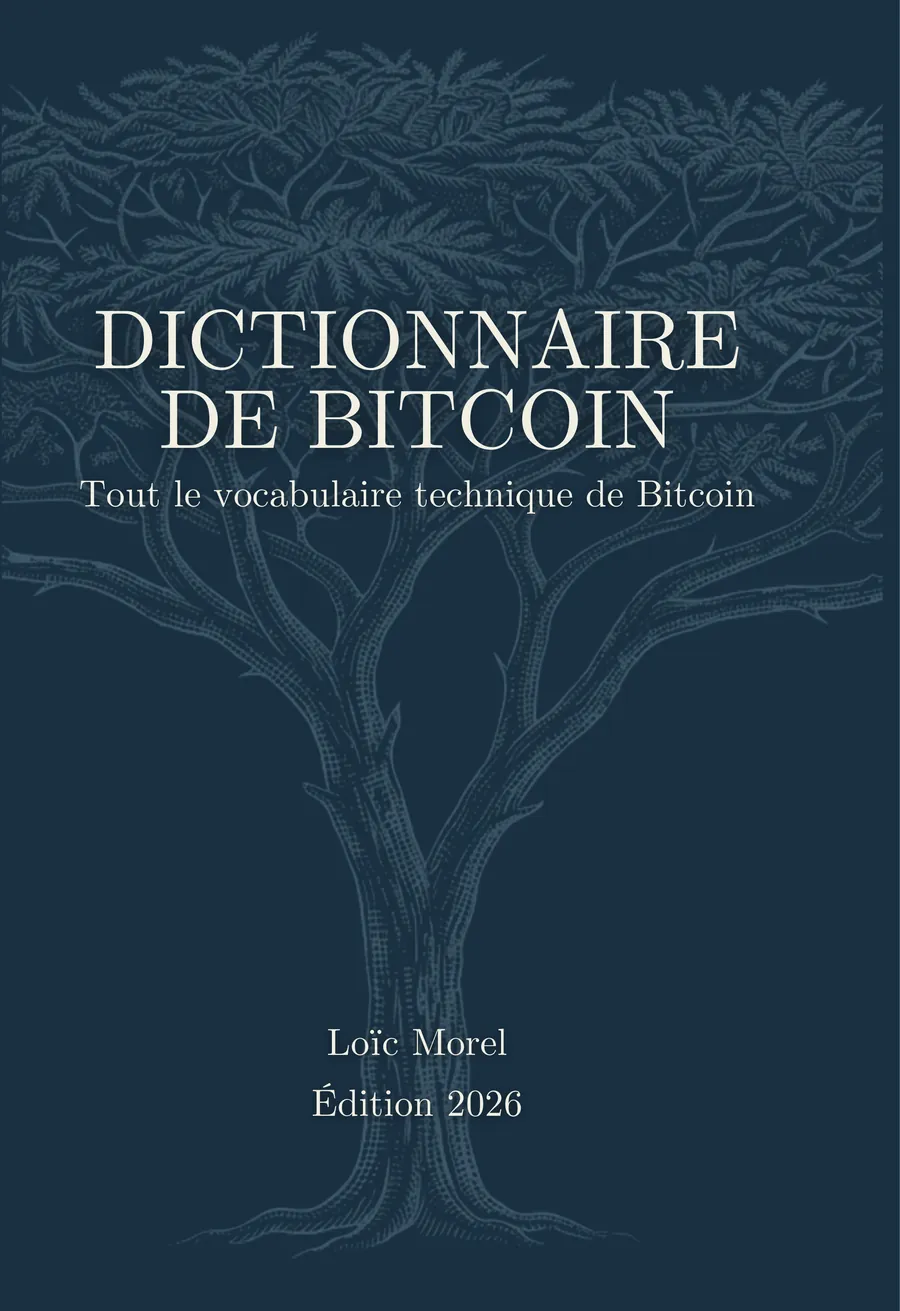 DICTIONNAIRE
DE BITCOIN
Tout le vocabulaire technique de Bitcoin
Loïc Morel
Édition 2026